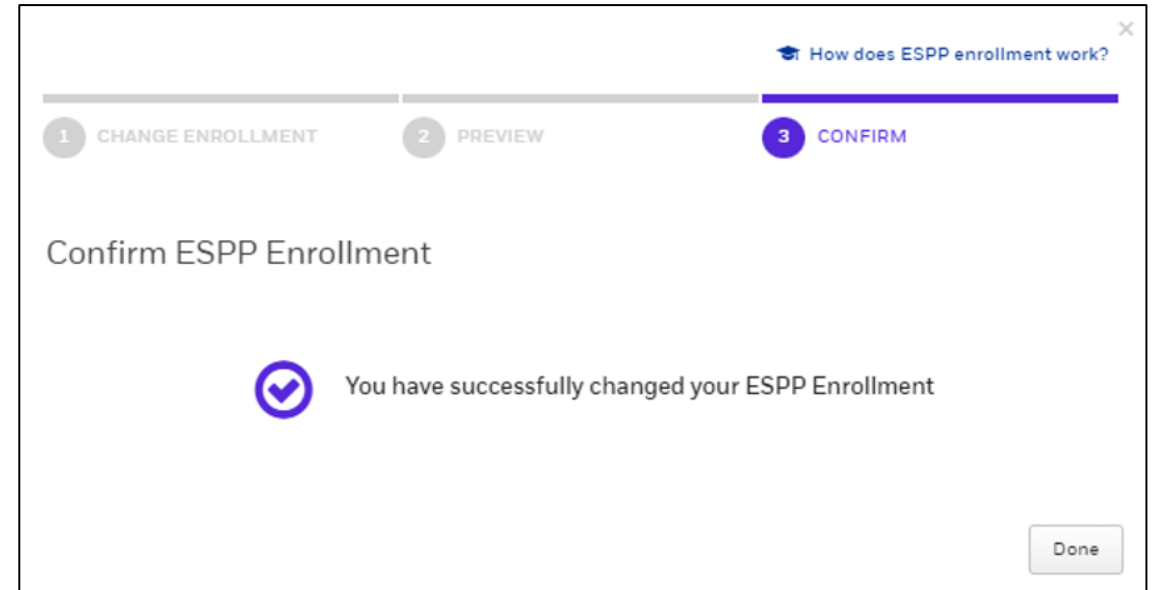 How does ESPP enrollment work?
1 CHANGE ENROLLMENT 2 PREVIEW 3 CONFIRM
Confirm ESPP Enrollment
You have successfully changed your ESPP Enrollment
Done